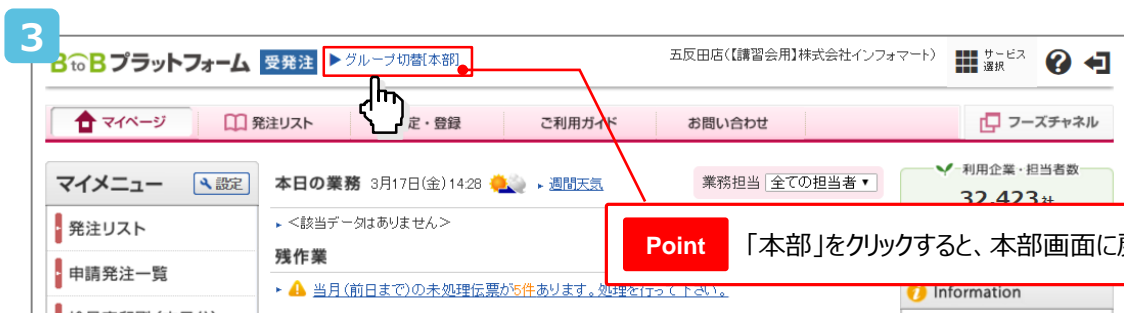 3
BtoBプラットフォーム 受発注 ▶グループ切替[本部] 五反田店(【講習会用】株式会社インフォマート) サービス選択
マイページ 発注リスト 定・登録 ご利用ガイド お問い合わせ フーズチャネル
マイメニュー 設定 本日の業務 3月17日(金)14:28 週間天気 業務担当 全ての担当者▼ 利用企業・担当者数
32,423社
発注リスト <該当データはありません>
Point 「本部」をクリックすると、本部画面に
残作業
申請発注一覧
当月(前日まで)の未処理伝票が5件あります。処理を行って下さい。 Information